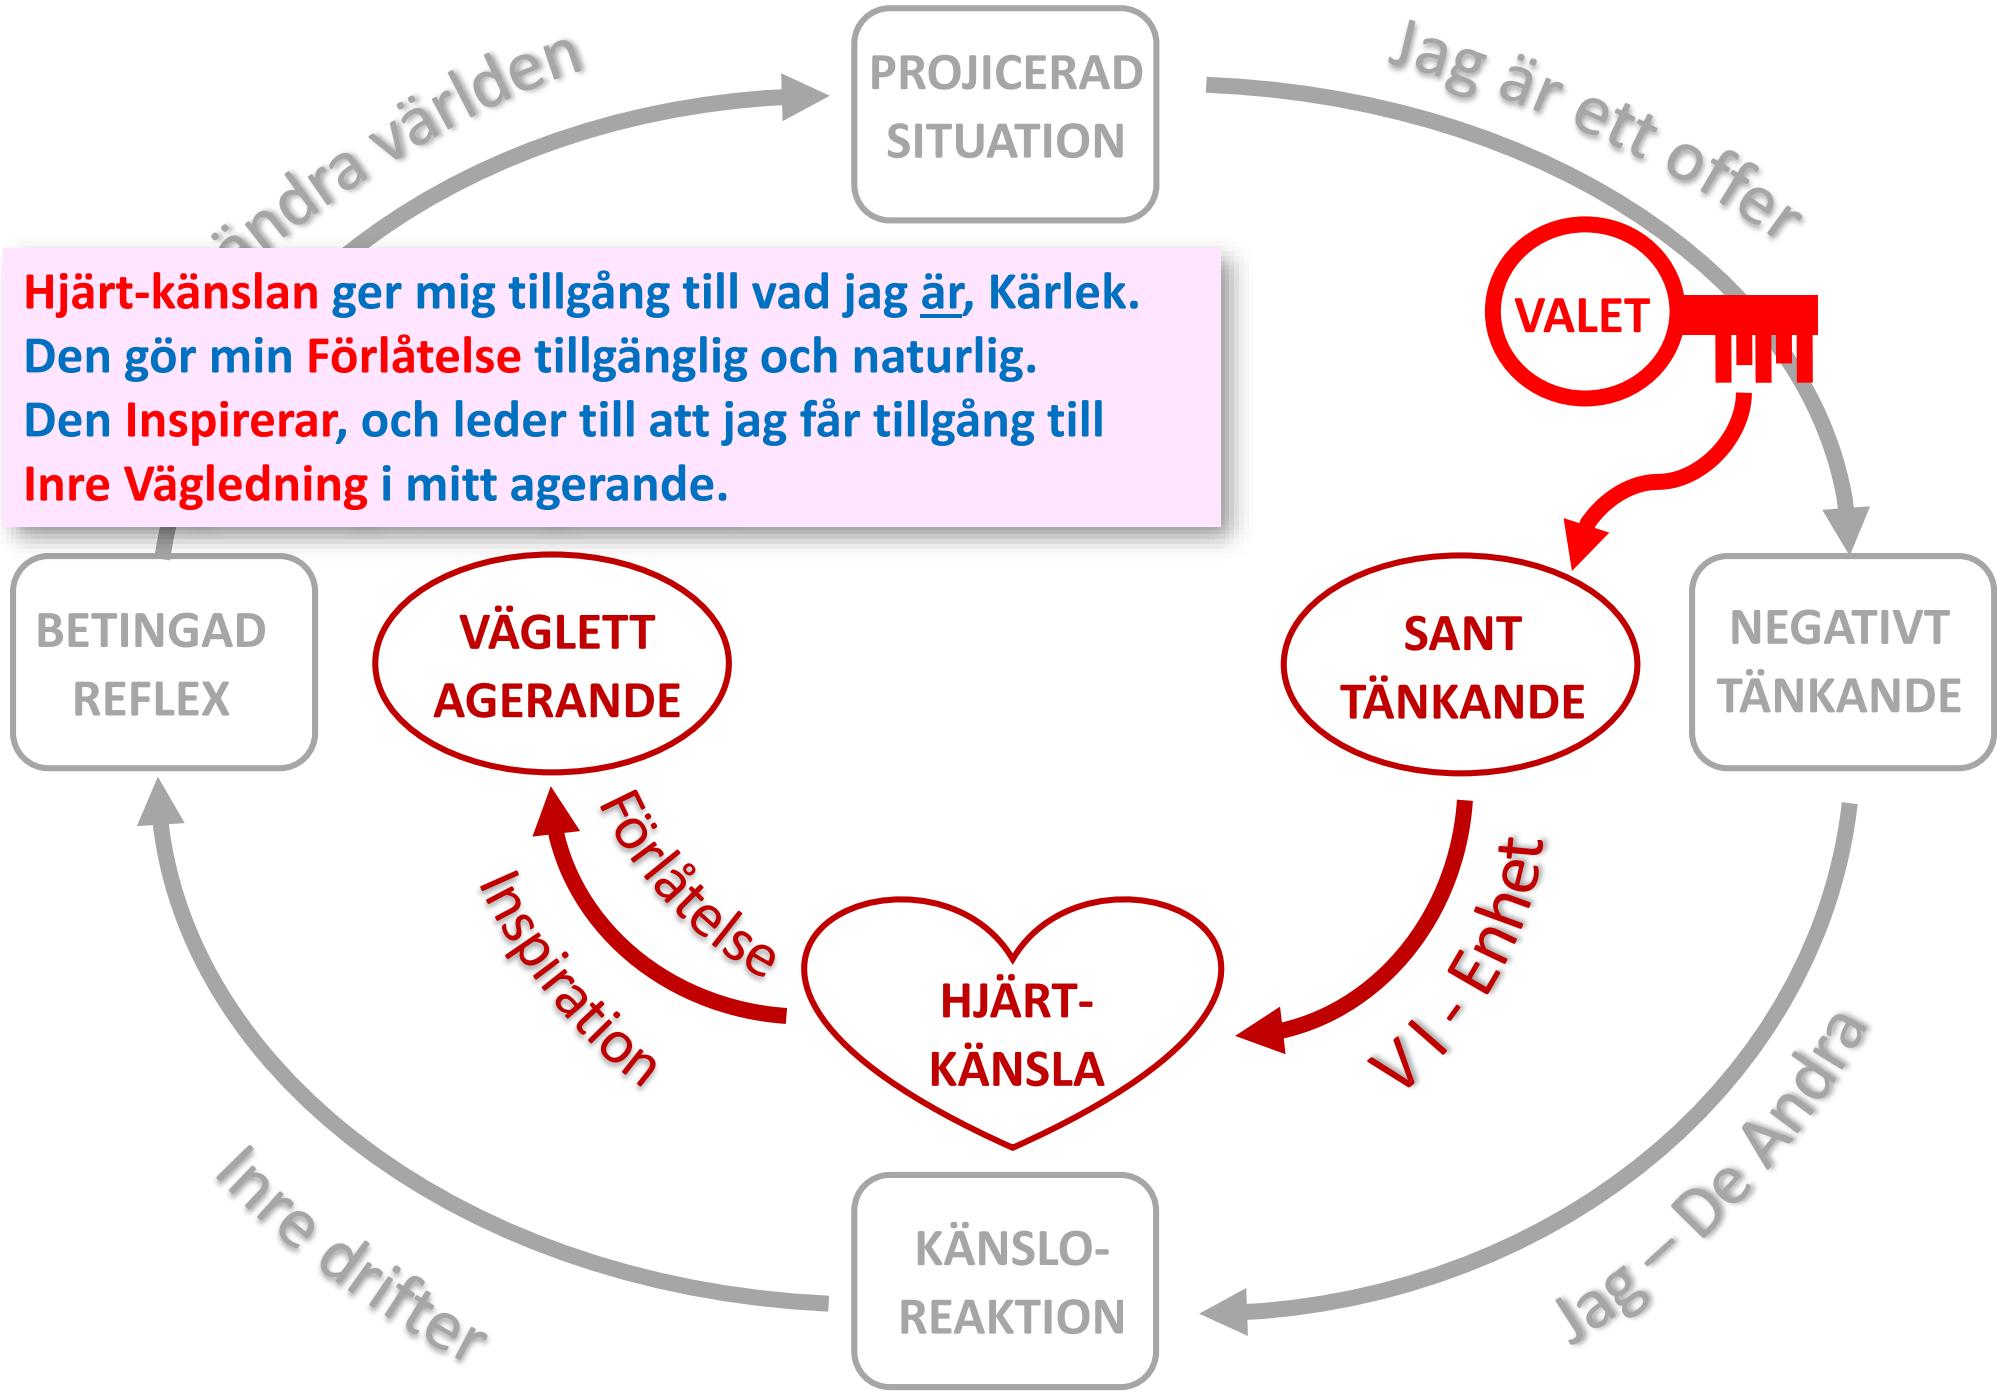 PROJICERAD
SITUATION
Jag är ett offer
ändra världen
Hjärt-känslan ger mig tillgång till vad jag är, Kärlek.
Den gör min Förlåtelse tillgänglig och naturlig.
Den Inspirerar, och leder till att jag får tillgång till
Inre Vägledning i mitt agerande.
VALET
BETINGAD
REFLEX
VÄGLETT
AGERANDE
SANT
TÄNKANDE
NEGATIVT
TÄNKANDE
Förlåtelse
Inspiration
HJÄRT-
KÄNSLA
V I - Enhet
Jag – De Andra
Inre drifter
KÄNSLO-
REAKTION